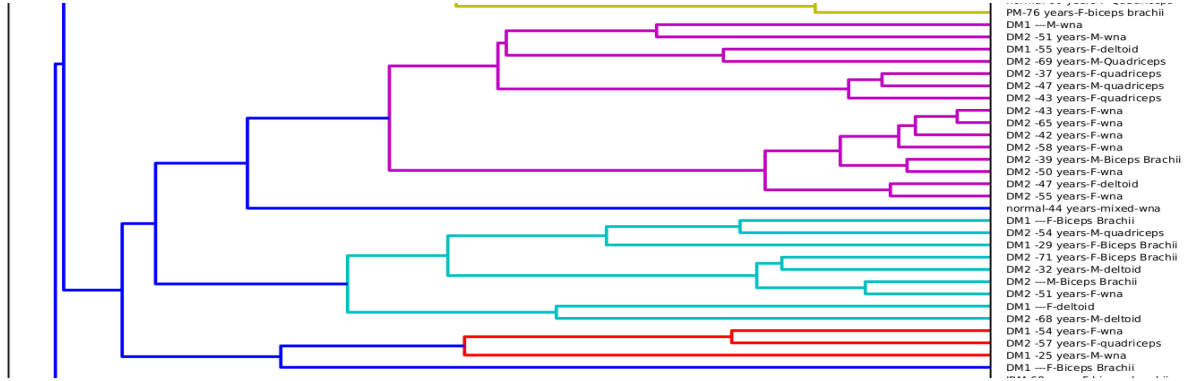 PM-76 years-F-biceps brachii
DM1 ---M-wna
DM2 -51 years-M-wna
DM1 -55 years-F-deltoid
DM2 -69 years-M-Quadriceps
DM2 -37 years-F-quadriceps
DM2 -47 years-M-quadriceps
DM2 -43 years-F-quadriceps
DM2 -43 years-F-wna
DM2 -65 years-F-wna
DM2 -42 years-F-wna
DM2 -58 years-F-wna
DM2 -39 years-M-Biceps Brachii
DM2 -50 years-F-wna
DM2 -47 years-F-deltoid
DM2 -55 years-F-wna
normal-44 years-mixed-wna
DM1 ---F-Biceps Brachii
DM2 -54 years-M-quadriceps
DM1 -29 years-F-Biceps Brachii
DM2 -71 years-F-Biceps Brachii
DM2 -32 years-M-deltoid
DM2 ---M-Biceps Brachii
DM2 -51 years-F-wna
DM1 ---F-deltoid
DM2 -68 years-M-deltoid
DM1 -54 years-F-wna
DM2 -57 years-F-quadriceps
DM1 -25 years-M-wna
DM1 ---F-Biceps Brachii